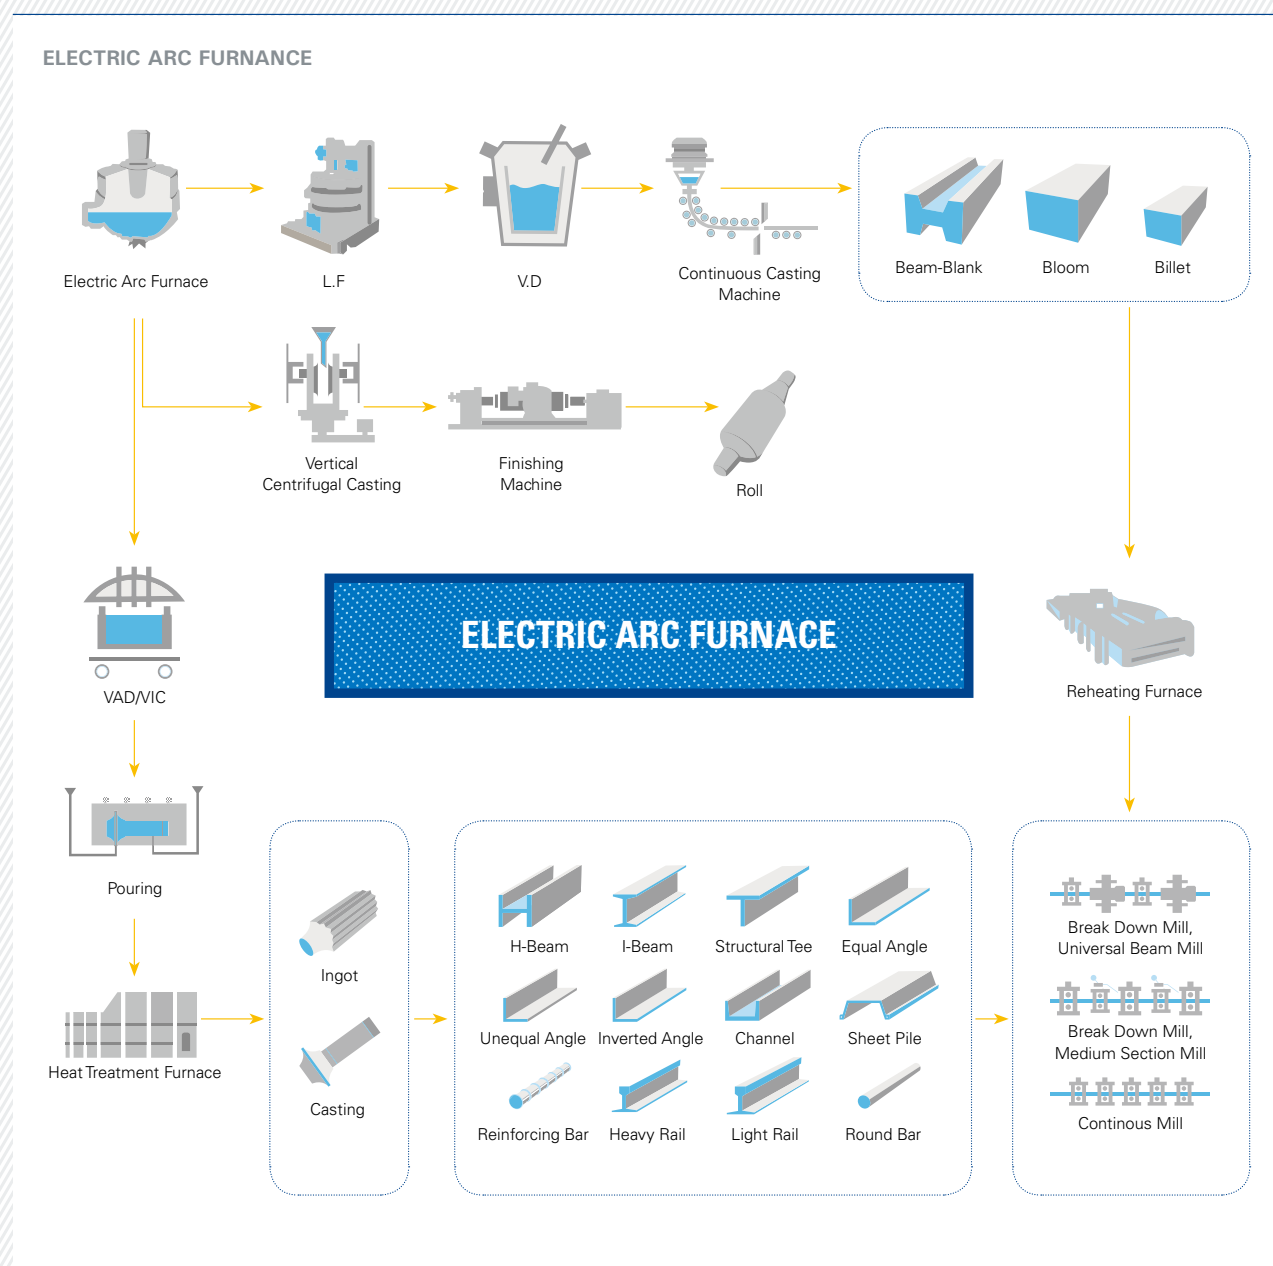 ELECTRIC ARC FURNANCE
Electric Arc Furnace
L.F
V.D
Continuous Casting
Machine
Beam-Blank
Bloom
Billet
Vertical
Centrifugal Casting
Finishing
Machine
Roll
ELECTRIC ARC FURNACE
VAD/VIC
Reheating Furnace
Pouring
Heat Treatment Furnace
Ingot
Casting
H-Beam
I-Beam
Structural Tee
Equal Angle
Unequal Angle
Inverted Angle
Channel
Sheet Pile
Reinforcing Bar
Heavy Rail
Light Rail
Round Bar
Break Down Mill,
Universal Beam Mill
Break Down Mill,
Medium Section Mill
Continous Mill